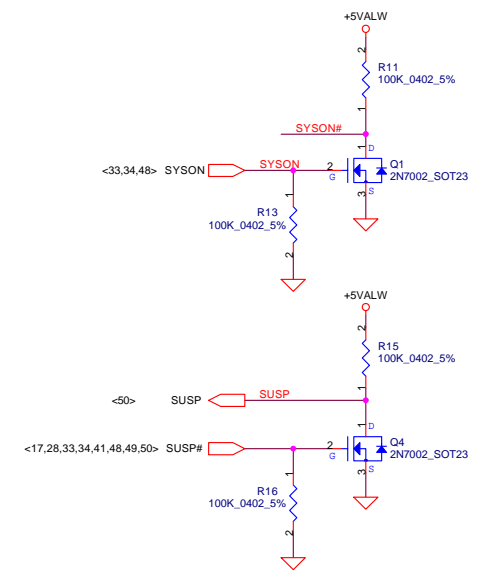 +5VALW
2
R11
100K_0402_5%
1
SYSON#
1
D
<33,34,48> SYSON
SYSON
2
G
Q1
2N7002_SOT23
S
3
1
R13
100K_0402_5%
2
+5VALW
2
R15
100K_0402_5%
1
<50> SUSP
SUSP
1
D
<17,28,33,34,41,48,49,50> SUSP#
2
G
Q4
2N7002_SOT23
S
3
1
R16
100K_0402_5%
2